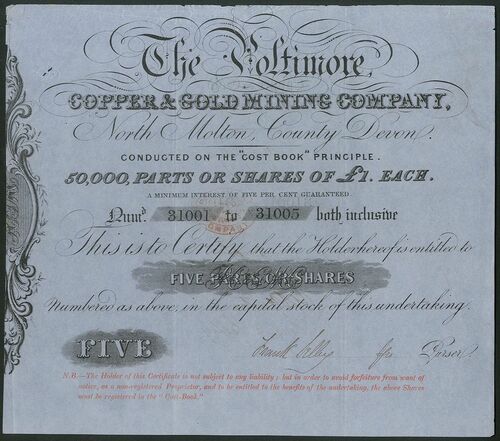 The Poltimore,
COPPER & GOLD MINING COMPANY,
North Molton, County Devon.
CONDUCTED ON THE "COST BOOK" PRINCIPLE.
50,000, PARTS OR SHARES OF £1. EACH.
A MINIMUM INTEREST OF FIVE PER CENT GUARANTEED
Numd. 31001 to 31005 both inclusive
This is to Certify that the Holder hereof is entitled to
FIVE PARTS OR SHARES
Numbered as above, in the capital stock of this undertaking.
FIVE
Purser
N.B.—The Holder of this Certificate is not subject to any liability; but in order to avoid forfeiture from want of
notice, as a non-registered Proprietor, and to be entitled to the benefits of the undertaking, the above Shares
must be registered in the "Cost-Book."